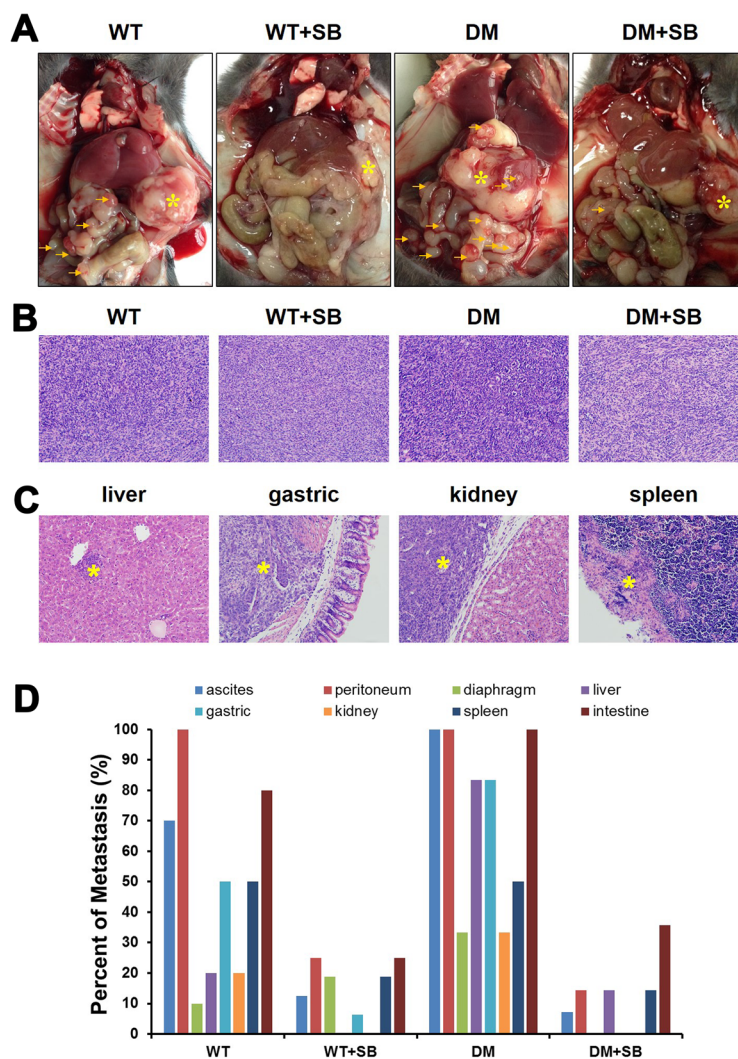 A
WT WT+SB DM DM+SB
* * * *
B
WT WT+SB DM DM+SB
C
liver gastric kidney spleen
* * * *
D
ascites peritoneum diaphragm liver
gastric kidney spleen intestine
Percent of Metastasis (%)
100
90
80
70
60
50
40
30
20
10
0
WT WT+SB DM DM+SB